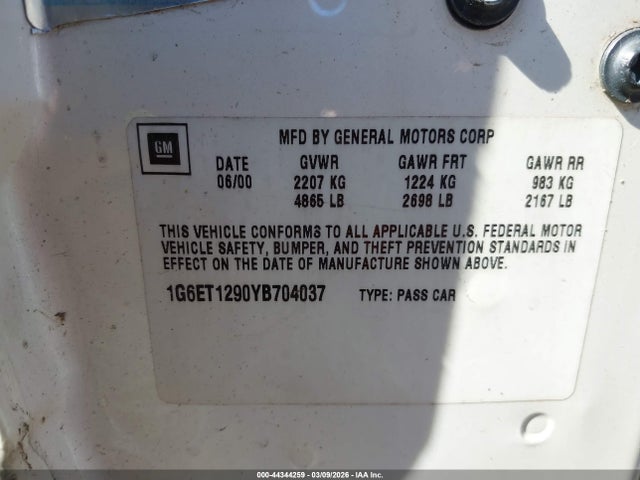 GM
MFD BY GENERAL MOTORS CORP
DATE GVWR GAWR FRT GAWR RR
06/00 2207 KG 1224 KG 983 KG
4865 LB 2698 LB 2167 LB
THIS VEHICLE CONFORMS TO ALL APPLICABLE U.S. FEDERAL MOTOR
VEHICLE SAFETY, BUMPER, AND THEFT PREVENTION STANDARDS IN
EFFECT ON THE DATE OF MANUFACTURE SHOWN ABOVE.
1G6ET1290YB704037 TYPE: PASS CAR
000-44344259 | 03/09/2026 | IAA Inc.